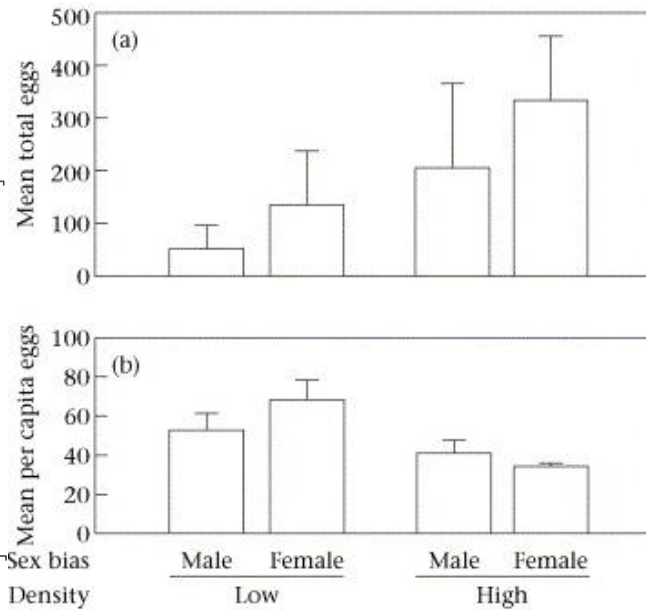 Mean total eggs
(a)
500
400
300
200
100
0
Mean per capita eggs
(b)
100
80
60
40
20
0
Sex bias Male Female Male Female
Density Low High